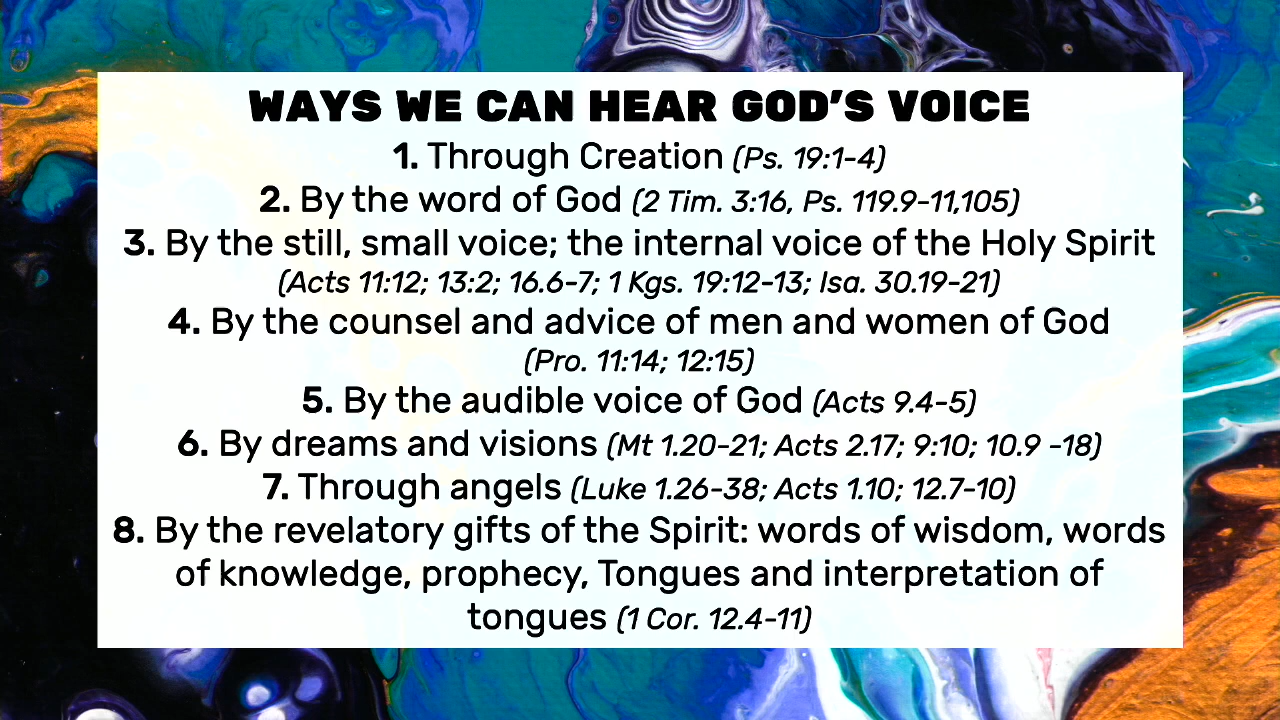 WAYS WE CAN HEAR GOD'S VOICE
1. Through Creation (Ps. 19:1-4)
2. By the word of God (2 Tim. 3:16, Ps. 119.9-11,105)
3. By the still, small voice; the internal voice of the Holy Spirit
(Acts 11:12; 13:2; 16.6-7; 1 Kgs. 19:12-13; Isa. 30.19-21)
4. By the counsel and advice of men and women of God
(Pro. 11:14; 12:15)
5. By the audible voice of God (Acts 9.4-5)
6. By dreams and visions (Mt 1.20-21; Acts 2.17; 9:10; 10.9 -18)
7. Through angels (Luke 1.26-38; Acts 1.10; 12.7-10)
8. By the revelatory gifts of the Spirit: words of wisdom, words
of knowledge, prophecy, Tongues and interpretation of
tongues (1 Cor. 12.4-11)